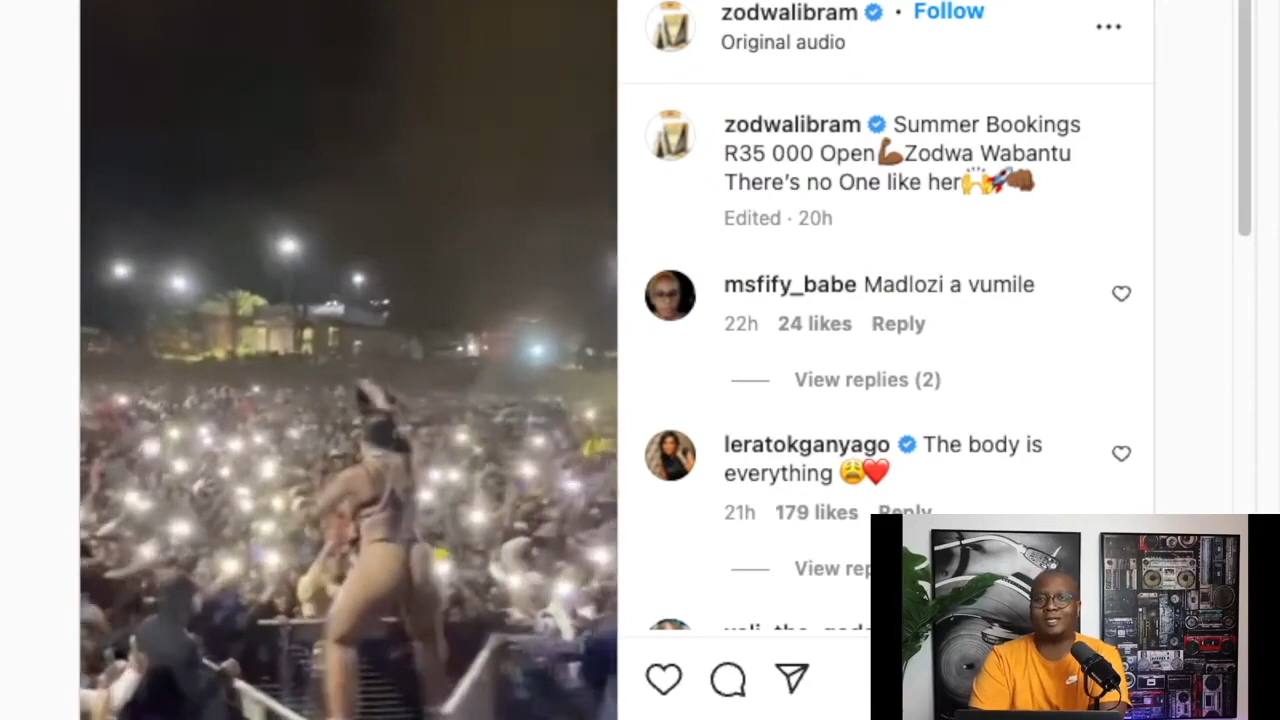 zodwalibram • Follow
Original audio
zodwalibram Summer Bookings
R35 000 Open💪🏾Zodwa Wabantu
There's no One like her🙌🚀👊🏾
Edited · 20h
msfify_babe Madlozi a vumile
22h 24 likes Reply
View replies (2)
leratokganyago The body is
everything 😩❤️
21h 179 likes Reply
View rep